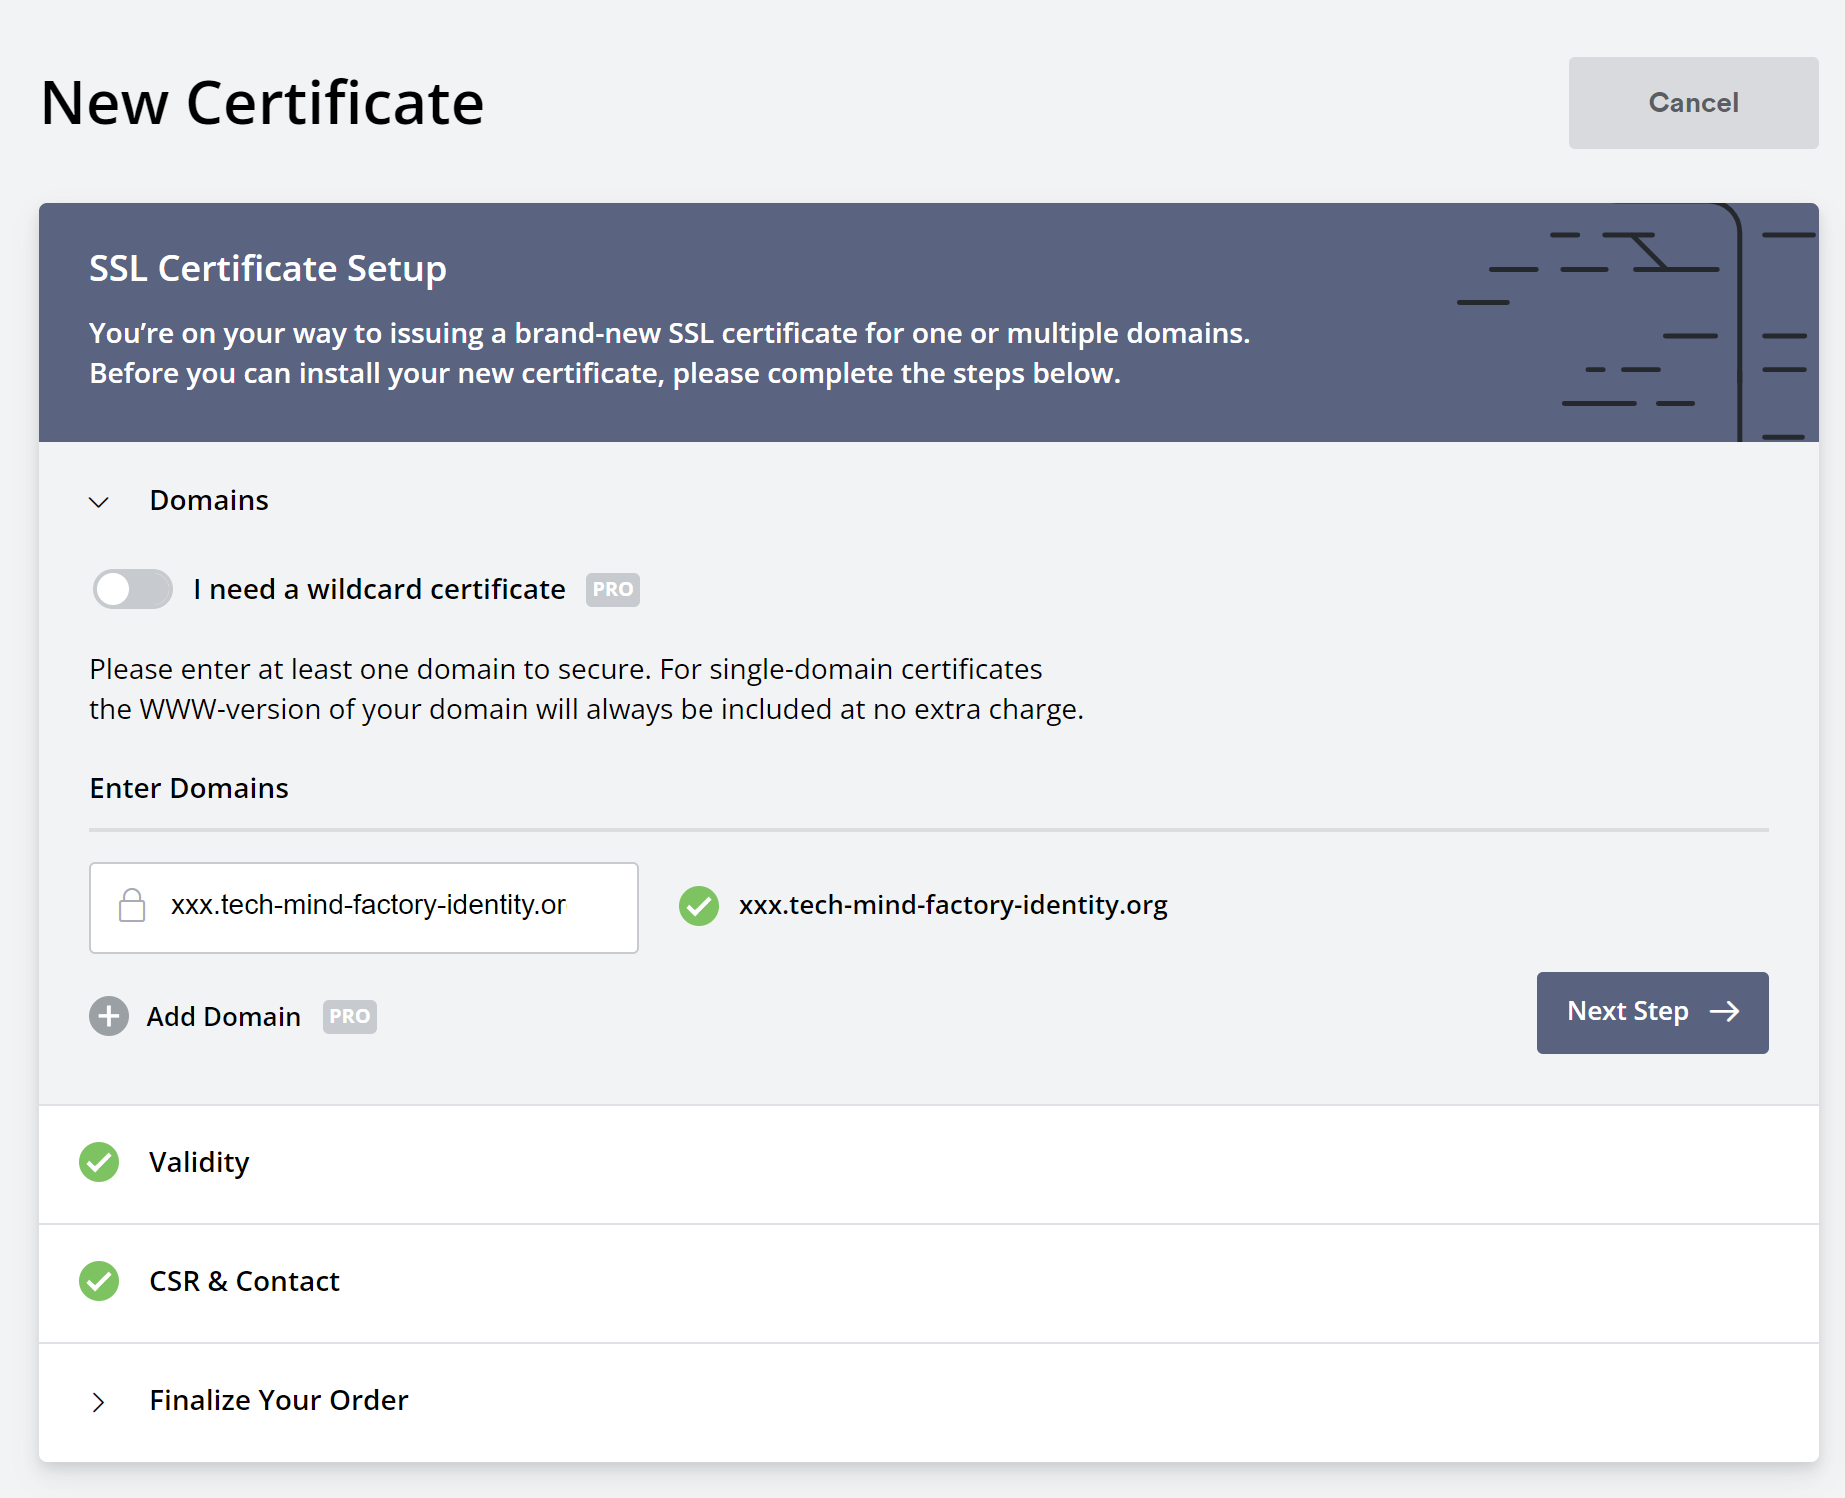 New Certificate
Cancel
SSL Certificate Setup
You’re on your way to issuing a brand-new SSL certificate for one or multiple domains.
Before you can install your new certificate, please complete the steps below.
Domains
I need a wildcard certificate PRO
Please enter at least one domain to secure. For single-domain certificates
the WWW-version of your domain will always be included at no extra charge.
Enter Domains
xxx.tech-mind-factory-identity.or
xxx.tech-mind-factory-identity.org
Add Domain PRO
Next Step
Validity
CSR & Contact
Finalize Your Order